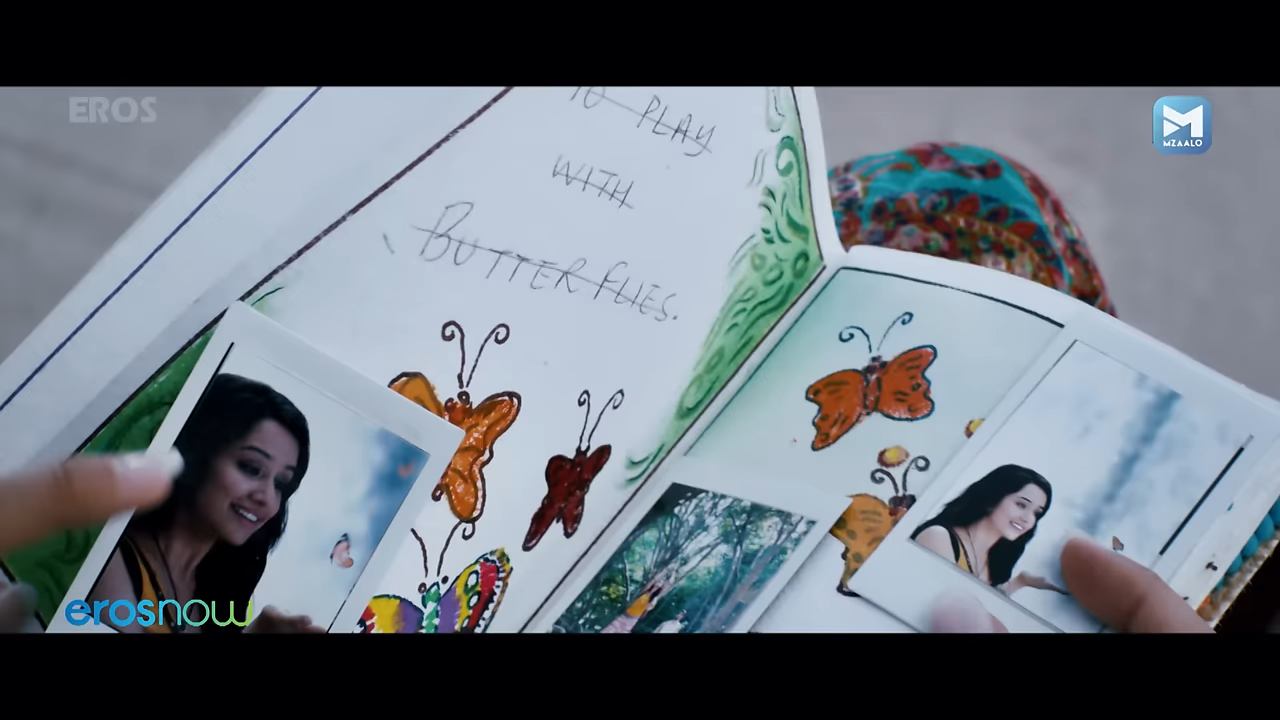 EROS
MZAALO
TO PLAY
WITH
BUTTERFLIES.
erosnow